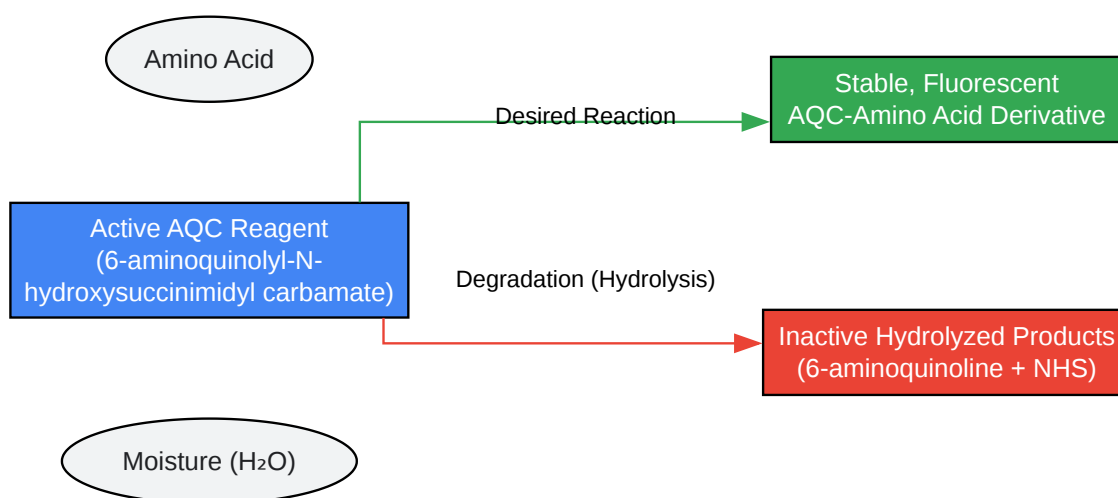 Amino Acid
Stable, Fluorescent
AQC-Amino Acid Derivative
Desired Reaction
Active AQC Reagent
(6-aminoquinolyl-N-
hydroxysuccinimidyl carbamate)
Degradation (Hydrolysis)
Inactive Hydrolyzed Products
(6-aminoquinoline + NHS)
Moisture (H₂O)